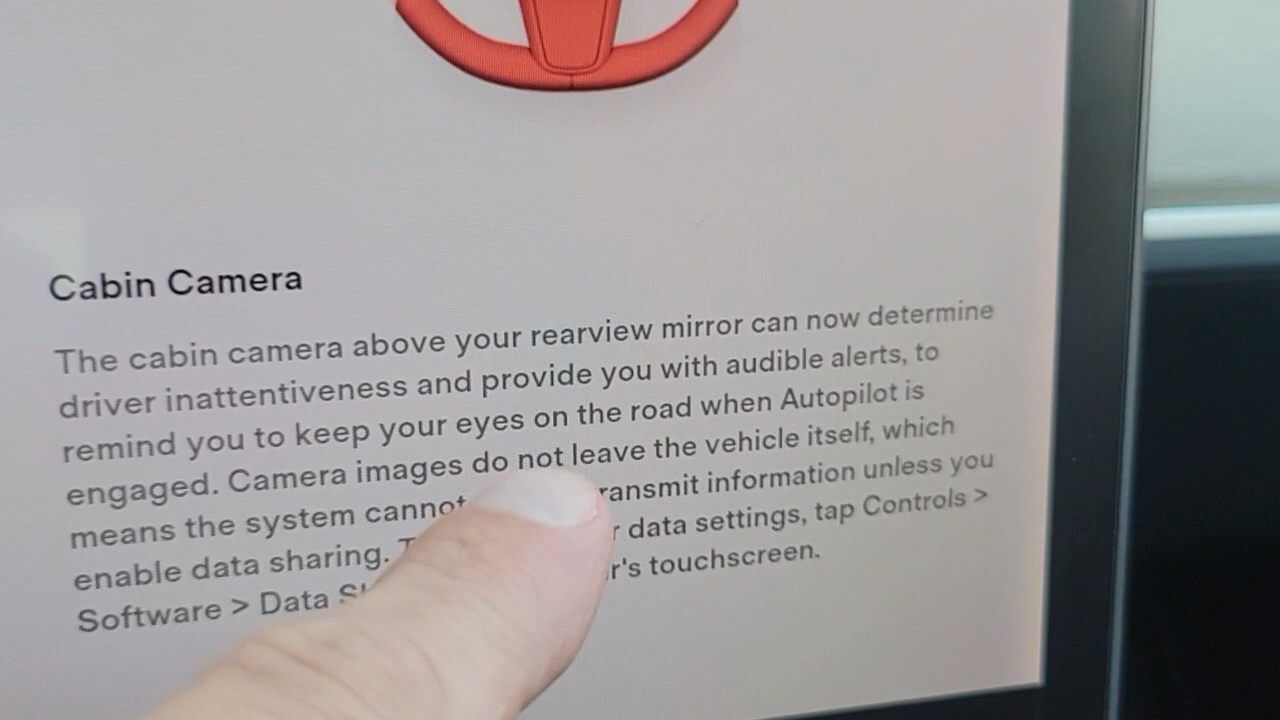 Cabin Camera
The cabin camera above your rearview mirror can now determine
driver inattentiveness and provide you with audible alerts, to
remind you to keep your eyes on the road when Autopilot is
engaged. Camera images do not leave the vehicle itself, which
means the system cannot ransmit information unless you
enable data sharing. data settings, tap Controls >
Software > Data r's touchscreen.